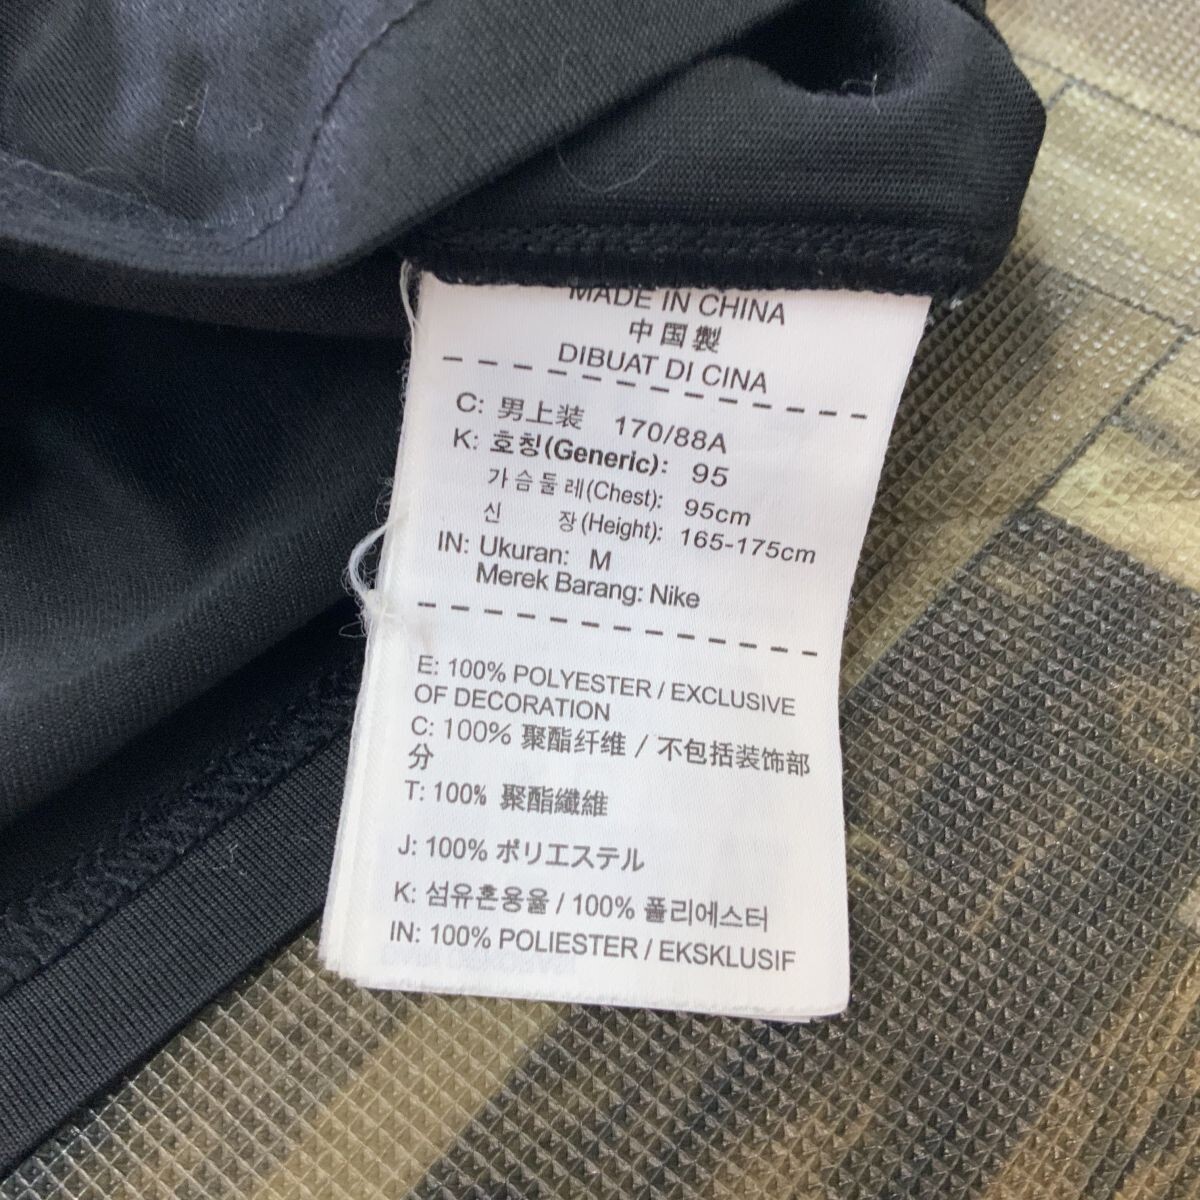 MADE IN CHINA
中国製
DIBUAT DI CINA
C: 男上装 170/88A
K: 호칭(Generic): 95
가슴둘레(Chest): 95cm
신 장(Height): 165-175cm
IN: Ukuran: M
Merek Barang: Nike
E: 100% POLYESTER / EXCLUSIVE
OF DECORATION
C: 100% 聚酯纤维 / 不包括装饰部
分
T: 100% 聚酯纖維
J: 100% ポリエステル
K: 섬유혼용율 / 100% 폴리에스터
IN: 100% POLIESTER / EKSKLUSIF